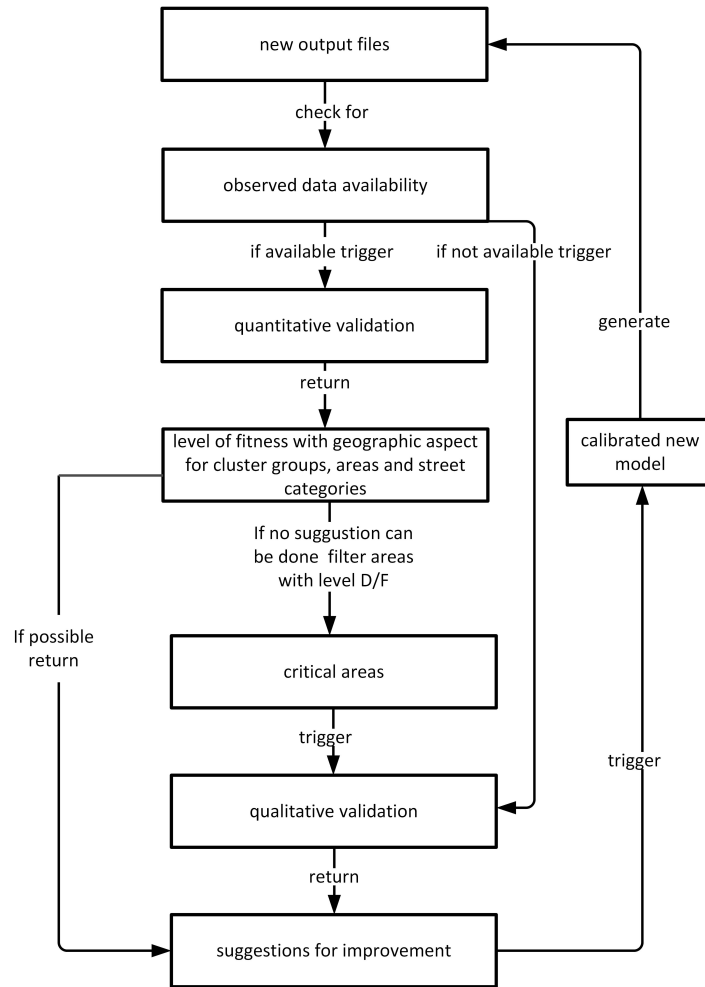 new output files
check for
observed data availability
if available trigger
if not available trigger
quantitative validation
generate
return
level of fitness with geographic aspect
for cluster groups, areas and street
categories
calibrated new
model
If no suggustion can
be done filter areas
with level D/F
If possible
return
critical areas
trigger
trigger
qualitative validation
return
suggestions for improvement